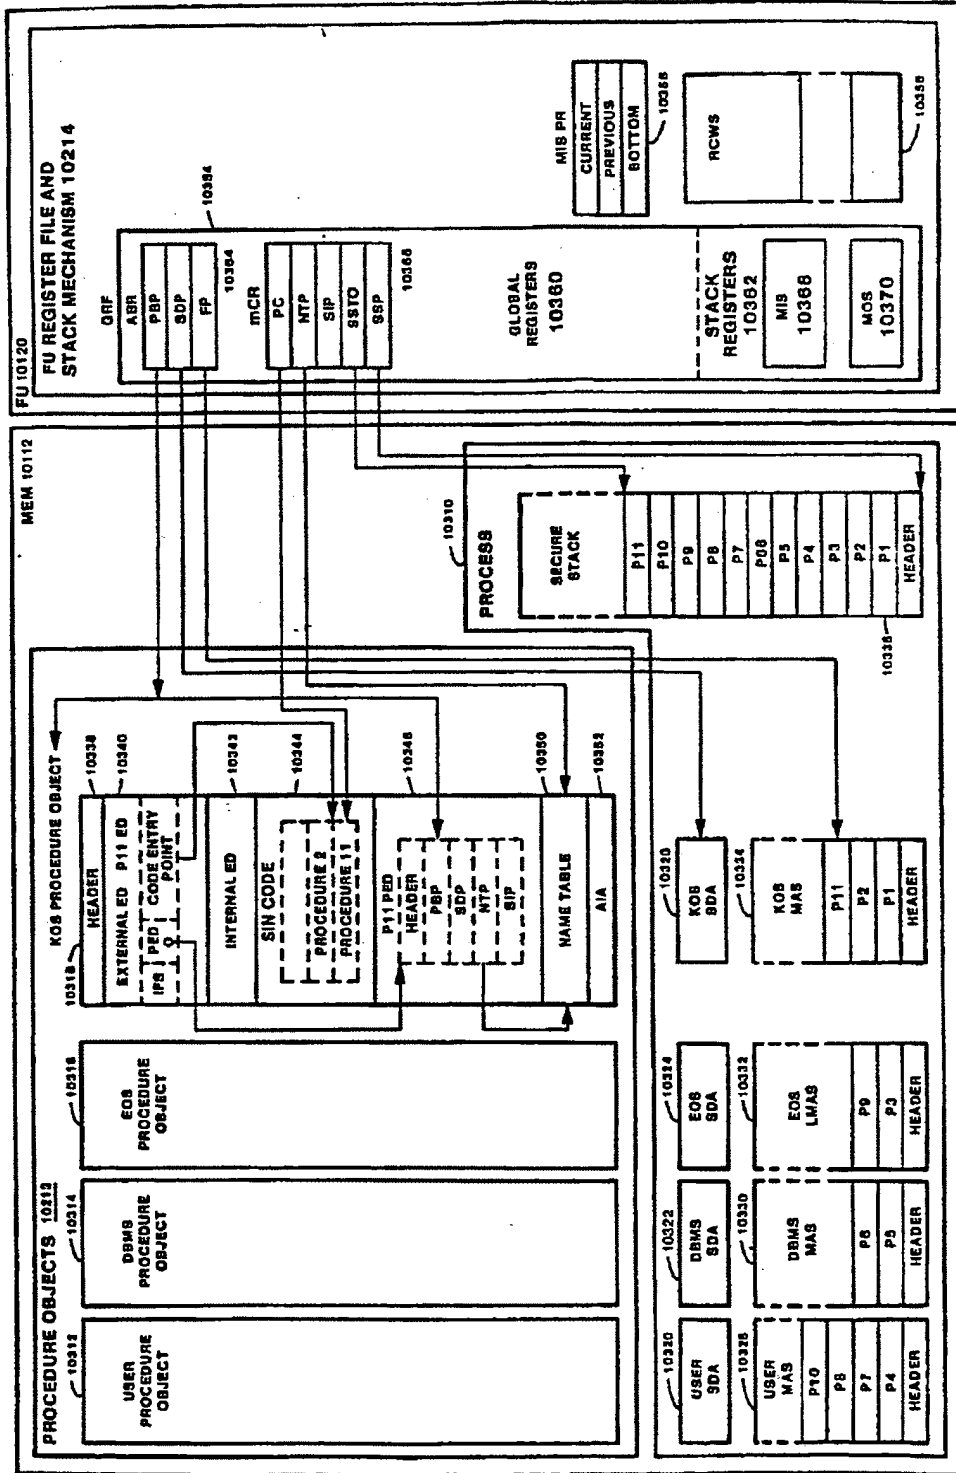 FU 10120
FU REGISTER FILE AND
STACK MECHANISM 10214
GRF
10354
ABR
PBP
SDP
FP
10364
mCR
PC
NTP
SIP
SSTO
SSP
10366
GLOBAL
REGISTERS
10360
STACK
REGISTERS
10362
MIS
10368
MOS
10370
MIS PR
CURRENT
PREVIOUS
BOTTOM
10356
RCWS
10358
MEM 10112
10310
PROCESS
SECURE
STACK
P11
P10
P9
P8
P7
P06
P5
P4
P3
P2
P1
HEADER
10336
PROCEDURE OBJECTS 10213
10312
USER
PROCEDURE
OBJECT
10314
DBMS
PROCEDURE
OBJECT
10316
EOS
PROCEDURE
OBJECT
KOS PROCEDURE OBJECT
10318
HEADER
10338
10340
EXTERNAL ED P11 ED
IPS PED CODE ENTRY
POINT
INTERNAL ED
10342
SIN CODE
10344
PROCEDURE 2
PROCEDURE 11
P11 PED
10348
HEADER
PBP
SDP
NTP
SIP
10350
NAME TABLE
10352
AIA
10320
USER
SDA
10322
DBMS
SDA
10324
EOS
SDA
KOS
SDA
10328
USER
MAS
P10
P8
P7
P4
HEADER
10330
DBMS
MAS
P6
P5
HEADER
10332
EOS
LMAS
P9
P3
HEADER
10334
KOS
MAS
P11
P2
P1
HEADER